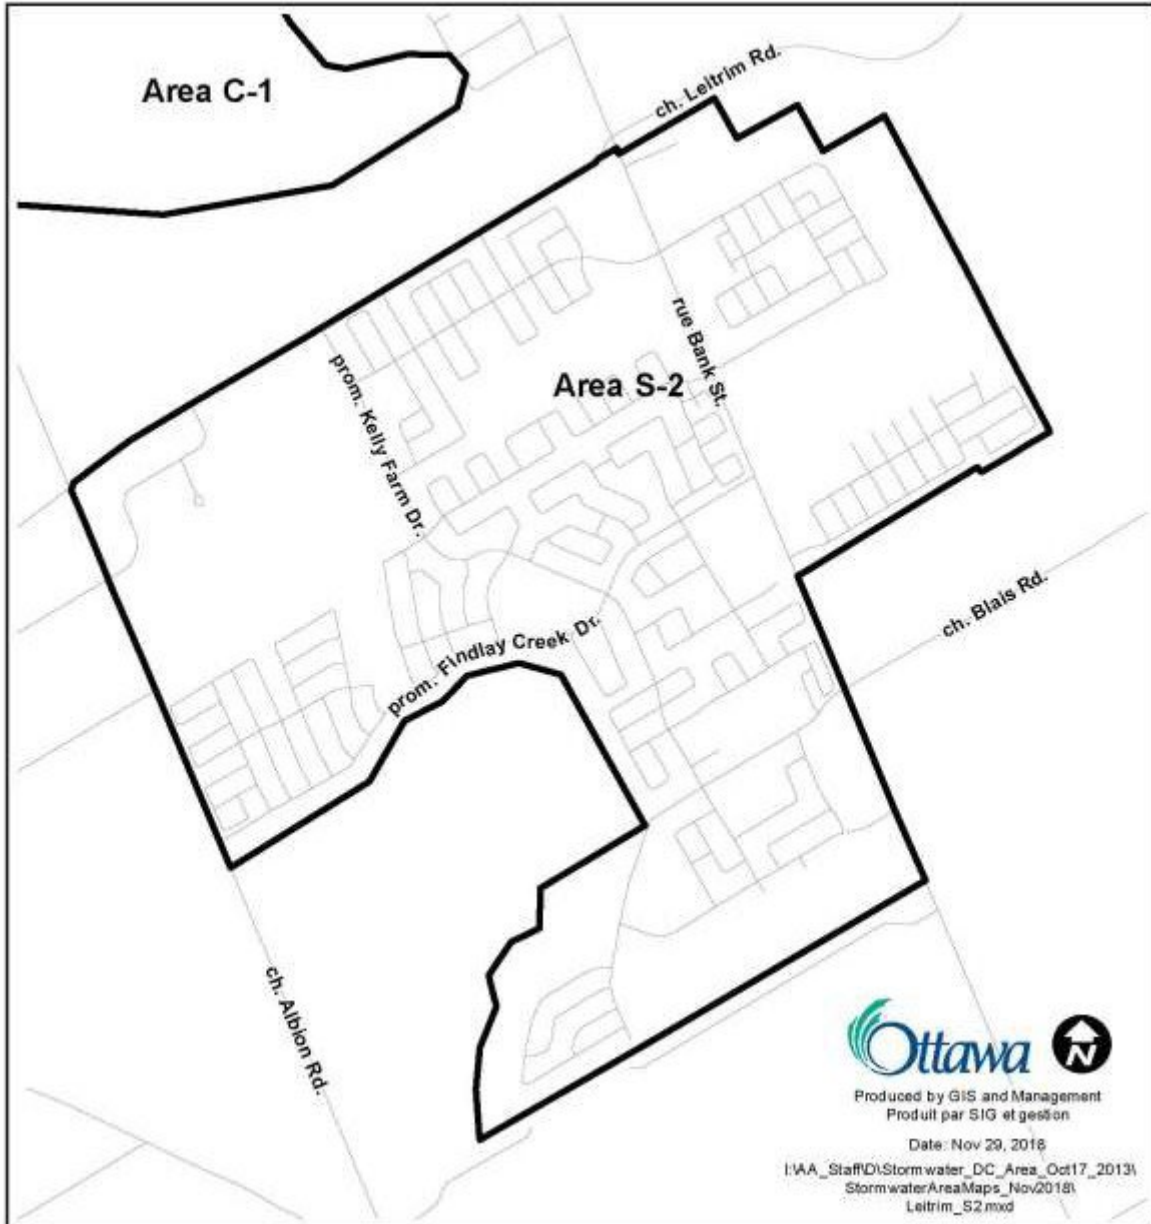 Area C-1
ch. Leitrim Rd.
rue Bank St.
prom. Kelly Farm Dr.
Area S-2
ch. Blais Rd.
prom. Findlay Creek Dr.
ch. Albion Rd.
Ottawa
N
Produced by GIS and Management
Produit par SIG et gestion
Date: Nov 29, 2018
I:\AA_Staff\D\Stormwater_DC_Area_Oct17_2013\
StormwaterAreaMaps_Nov2018\
Leitrim_S2.mxd